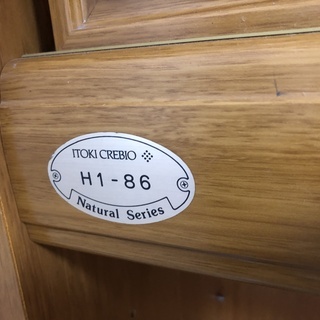 ITOKI CREBIO
H1-86
Natural Series